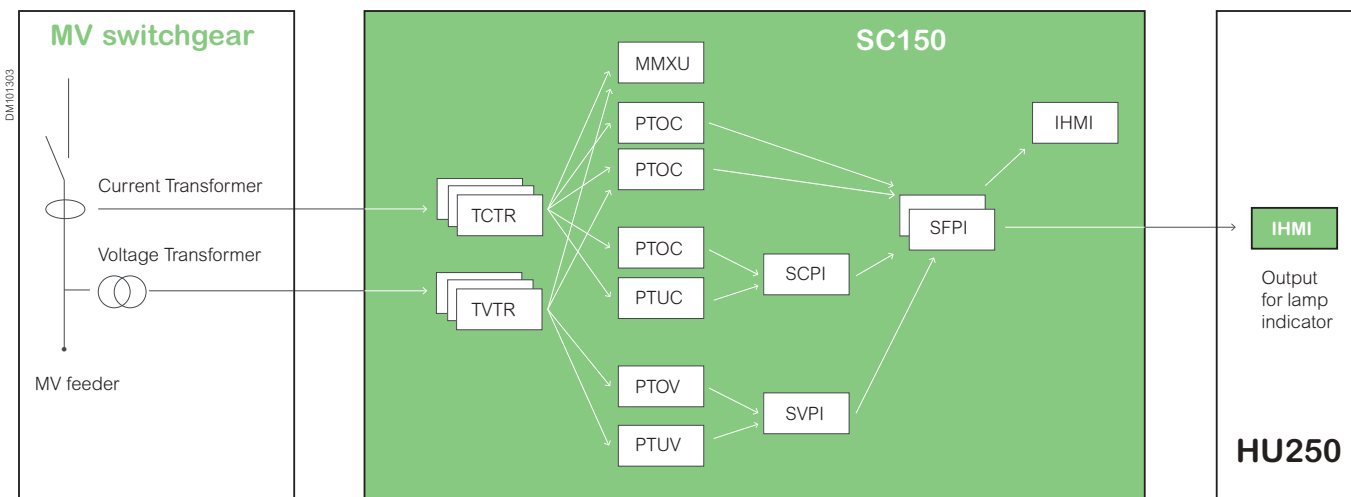 MV switchgear
DM101303
Current Transformer
Voltage Transformer
MV feeder
SC150
TCTR
TVTR
MMXU
PTOC
PTOC
PTOC
PTUC
PTOV
PTUV
SCPI
SVPI
SFPI
IHMI
IHMI
Output
for lamp
indicator
HU250